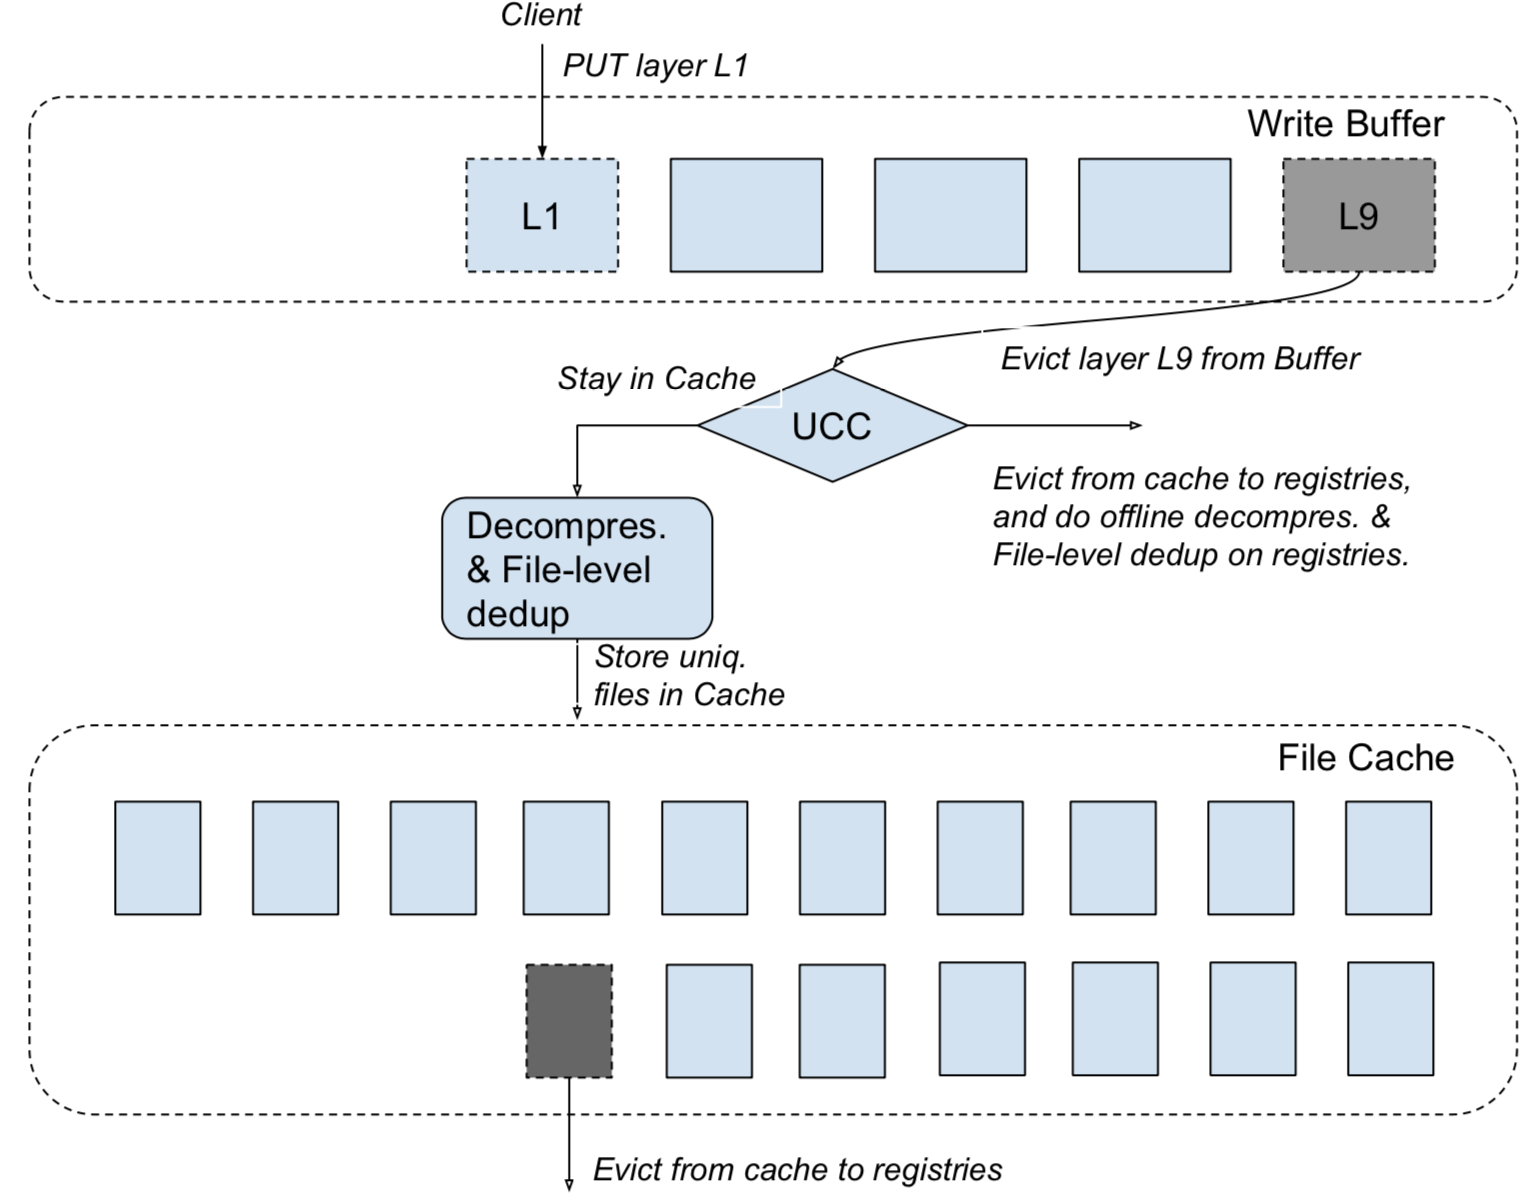 Client
PUT layer L1
Write Buffer
L1
L9
Evict layer L9 from Buffer
Stay in Cache
UCC
Evict from cache to registries,
and do offline decompres. &
File-level dedup on registries.
Decompres.
& File-level
dedup
Store uniq.
files in Cache
File Cache
Evict from cache to registries